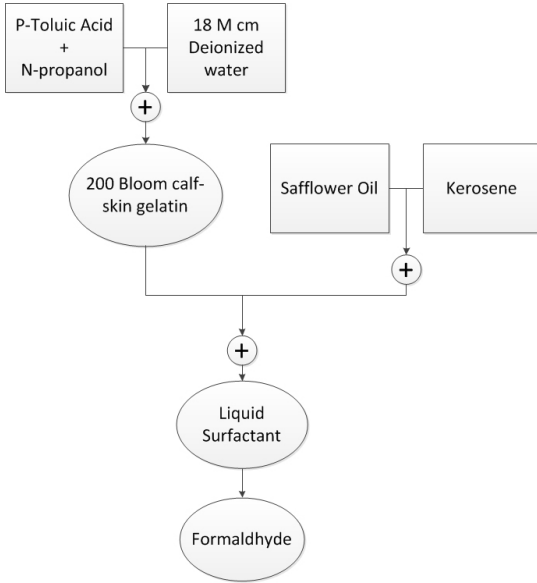 P-Toluic Acid
+
N-propanol
18 M cm
Deionized
water
+
200 Bloom calf-
skin gelatin
Safflower Oil
Kerosene
+
+
Liquid
Surfactant
Formaldhyde